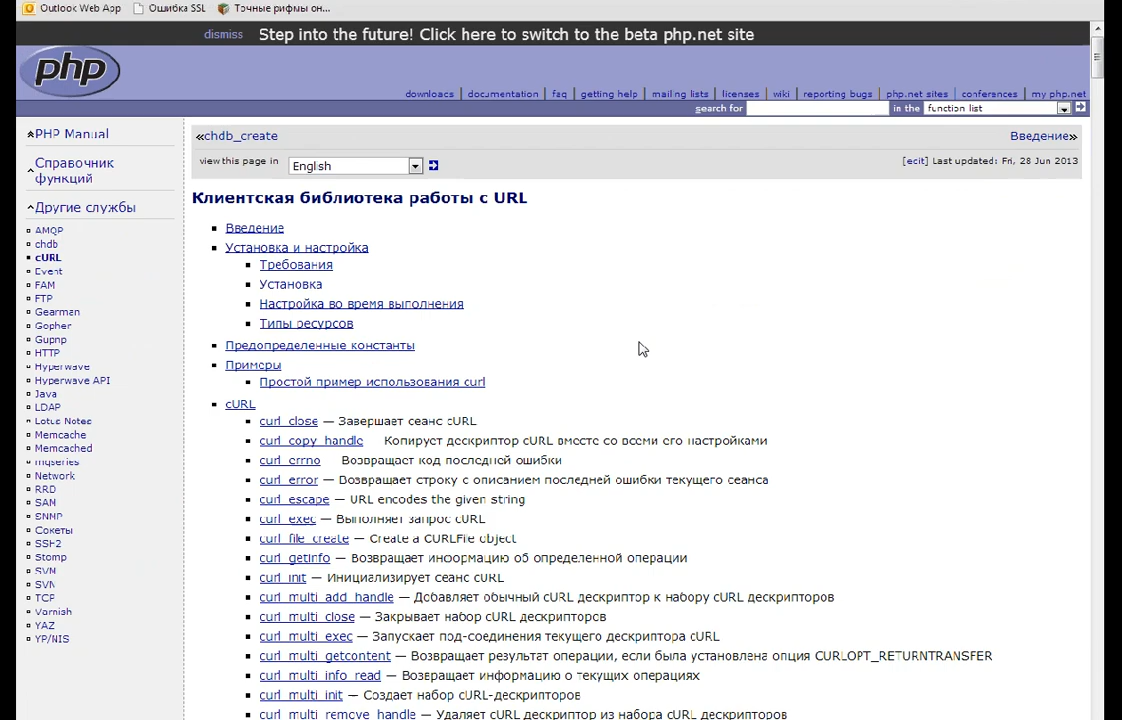 Outlook Web App Ошибка SSL Точные рифмы он...
dismiss Step into the future! Click here to switch to the beta php.net site
php
downloads documentation faq getting help mailing lists licenses wiki reporting bugs php.net sites conferences my php.net
search for in the function list
PHP Manual
Справочник
функций
Другие службы
AMQP
chdb
cURL
Event
FAM
FTP
Gearman
Gopher
Gupnp
HTTP
Hyperwave
Hyperwave API
Java
LDAP
Lotus Notes
Memcache
Memcached
mqseries
Network
RRD
SAM
SNMP
Сокеты
SSH2
Stomp
SVM
SVN
TCP
Varnish
YAZ
YP/NIS
«chdb_create Введение»
view this page in English [edit] Last updated: Fri, 28 Jun 2013
Клиентская библиотека работы с URL
Введение
Установка и настройка
Требования
Установка
Настройка во время выполнения
Типы ресурсов
Предопределенные константы
Примеры
Простой пример использования curl
cURL
curl_close — Завершает сеанс cURL
curl_copy_handle — Копирует дескриптор cURL вместе со всеми его настройками
curl_errno — Возвращает код последней ошибки
curl_error — Возвращает строку с описанием последней ошибки текущего сеанса
curl_escape — URL encodes the given string
curl_exec — Выполняет запрос cURL
curl_file_create — Create a CURLFile object
curl_getinfo — Возвращает информацию об определенной операции
curl_init — Инициализирует сеанс cURL
curl_multi_add_handle — Добавляет обычный cURL дескриптор к набору cURL дескрипторов
curl_multi_close — Закрывает набор cURL дескрипторов
curl_multi_exec — Запускает под-соединения текущего дескриптора cURL
curl_multi_getcontent — Возвращает результат операции, если была установлена опция CURLOPT_RETURNTRANSFER
curl_multi_info_read — Возвращает информацию о текущих операциях
curl_multi_init — Создает набор cURL-дескрипторов
curl_multi_remove_handle — Удаляет cURL дескриптор из набора cURL дескрипторов